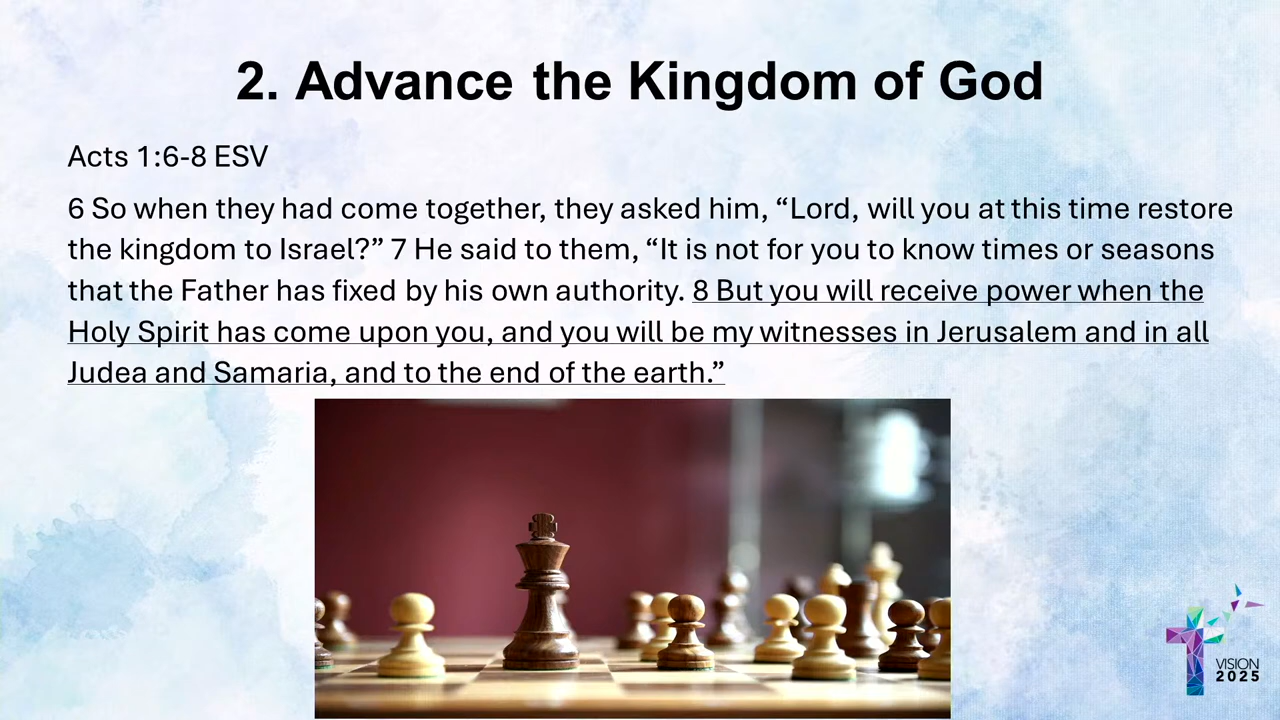 2. Advance the Kingdom of God
Acts 1:6-8 ESV
6 So when they had come together, they asked him, “Lord, will you at this time restore
the kingdom to Israel?” 7 He said to them, “It is not for you to know times or seasons
that the Father has fixed by his own authority. 8 But you will receive power when the
Holy Spirit has come upon you, and you will be my witnesses in Jerusalem and in all
Judea and Samaria, and to the end of the earth.”
VISION
2025